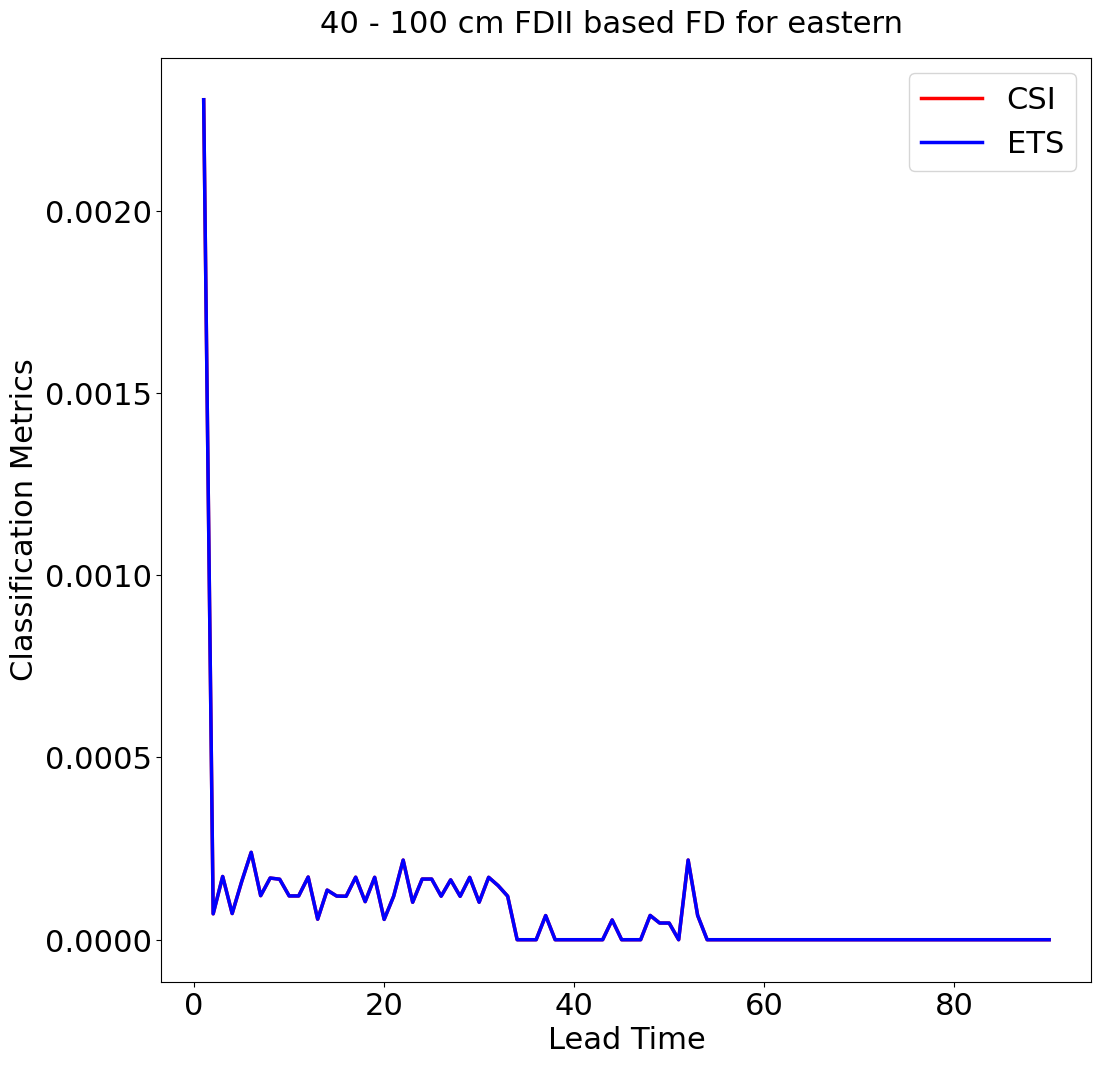 40 - 100 cm FDII based FD for eastern
CSI
ETS
Classification Metrics
0.0020
0.0015
0.0010
0.0005
0.0000
0 20 40 60 80
Lead Time